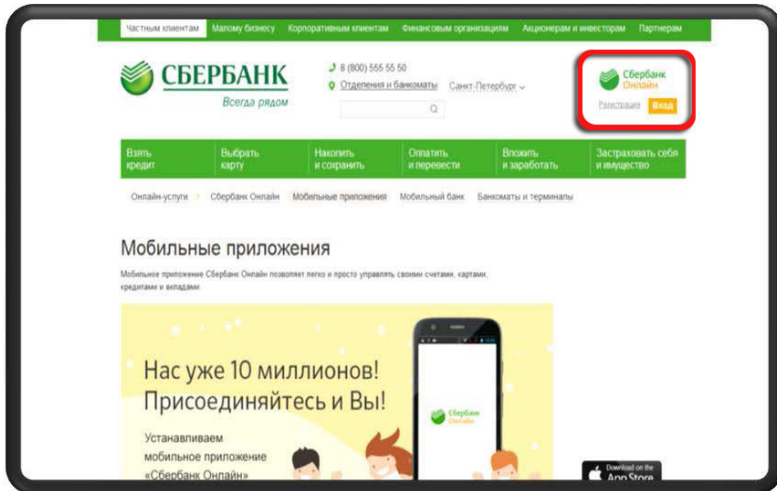 Частным клиентам Малому бизнесу Корпоративным клиентам Финансовым организациям Акционерам и инвесторам Партнерам
СБЕРБАНК
Всегда рядом
8 (800) 555 55 50
Отделения и банкоматы Санкт-Петербург
Сбербанк
Онлайн
Регистрация Вход
Взять
кредит
Выбрать
карту
Накопить
и сохранить
Оплатить
и перевести
Вложить
и заработать
Застраховать себя
и имущество
Онлайн-услуги Сбербанк Онлайн Мобильные приложения Мобильный банк Банкоматы и терминалы
Мобильные приложения
Мобильное приложение Сбербанк Онлайн позволяет легко и просто управлять своими счетами, картами,
кредитами и вкладами.
Нас уже 10 миллионов!
Присоединяйтесь и Вы!
Устанавливаем
мобильное приложение
«Сбербанк Онлайн»
Сбербанк
Онлайн
Download on the
App Store